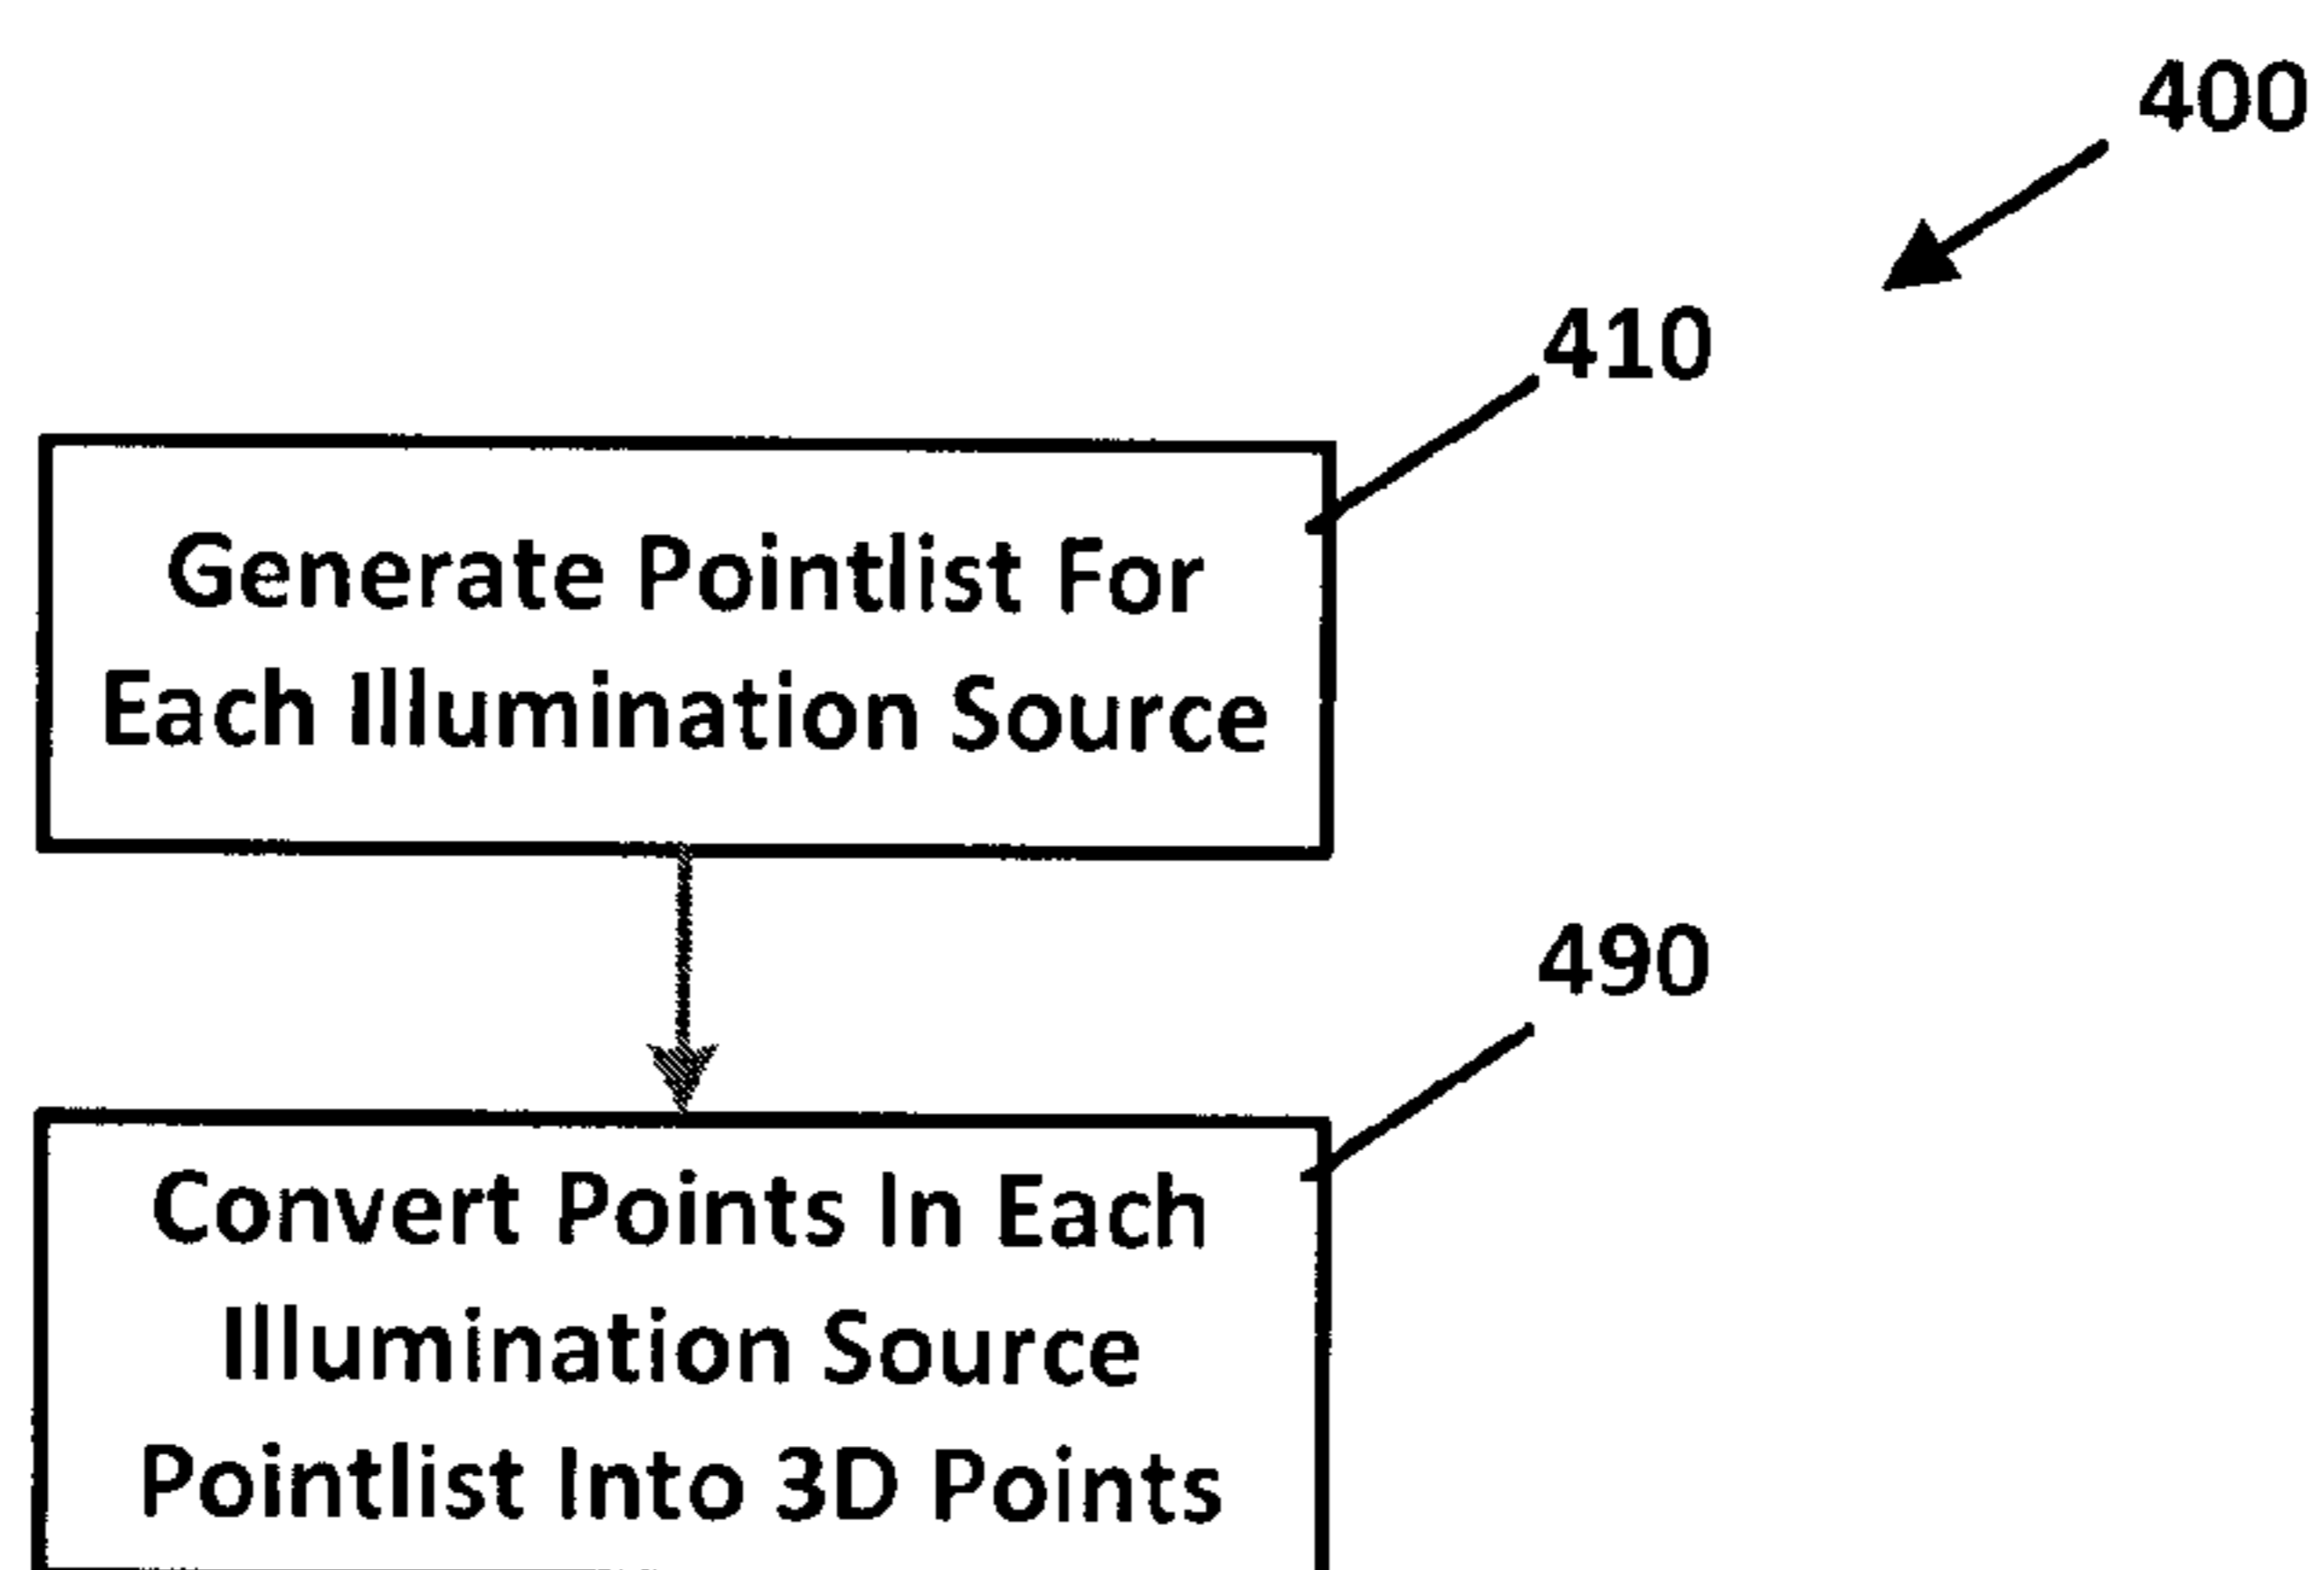 400
410
Generate Pointlist For
Each Illumination Source
490
Convert Points In Each
Illumination Source
Pointlist Into 3D Points